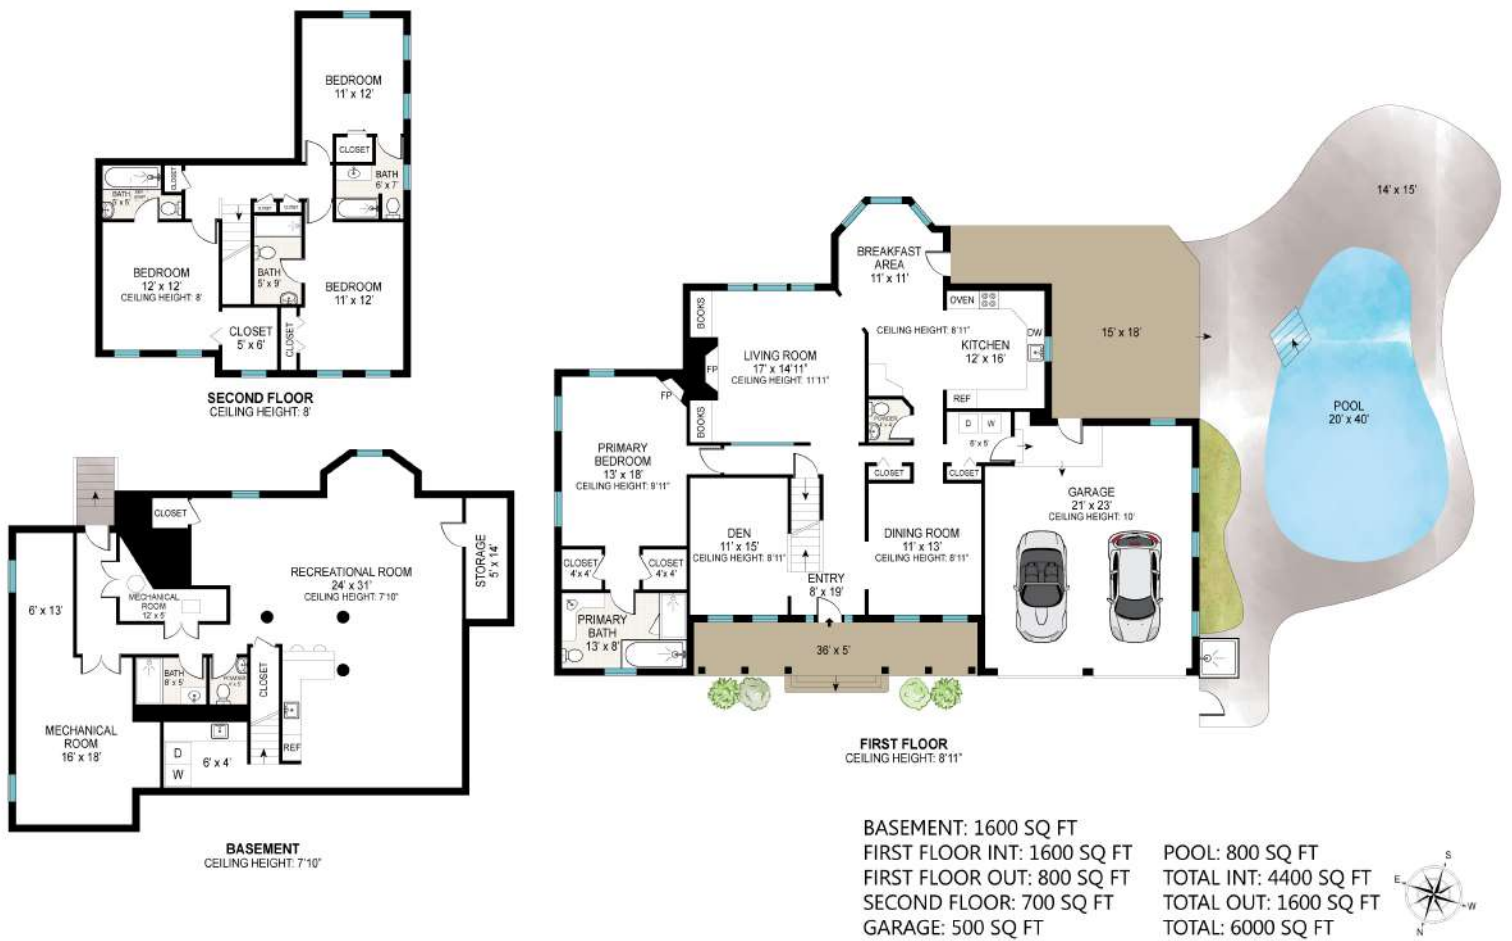 BEDROOM
11' x 12'
CLOSET
BATH
6' x 7'
CLOSET
BATH
5' x 5'
BEDROOM
12' x 12'
CEILING HEIGHT: 8'
BATH
5' x 9'
BEDROOM
11' x 12'
CLOSET
5' x 6'
CLOSET
SECOND FLOOR
CEILING HEIGHT: 8'
CLOSET
STORAGE
5' x 14'
RECREATIONAL ROOM
24' x 31'
CEILING HEIGHT: 7'10"
MECHANICAL
ROOM
12' x 5'
6' x 13'
BATH
8' x 5'
POWDER
CLOSET
MECHANICAL
ROOM
16' x 18'
D
W
6' x 4'
REF
BASEMENT
CEILING HEIGHT: 7'10"
BREAKFAST
AREA
11' x 11'
OVEN
BOOKS
CEILING HEIGHT: 8'11"
DW
KITCHEN
12' x 16'
LIVING ROOM
17' x 14'11"
CEILING HEIGHT: 11'11"
FP
FP
BOOKS
REF
POWDER
D
W
6' x 5'
PRIMARY
BEDROOM
13' x 18'
CEILING HEIGHT: 9'11"
CLOSET
CLOSET
GARAGE
21' x 23'
CEILING HEIGHT: 10'
DEN
11' x 15'
CEILING HEIGHT: 8'11"
DINING ROOM
11' x 13'
CEILING HEIGHT: 8'11"
CLOSET
4' x 4'
CLOSET
4' x 4'
ENTRY
8' x 19'
PRIMARY
BATH
13' x 8'
36' x 5'
15' x 18'
14' x 15'
POOL
20' x 40'
FIRST FLOOR
CEILING HEIGHT: 8'11"
BASEMENT: 1600 SQ FT
FIRST FLOOR INT: 1600 SQ FT
FIRST FLOOR OUT: 800 SQ FT
SECOND FLOOR: 700 SQ FT
GARAGE: 500 SQ FT
POOL: 800 SQ FT
TOTAL INT: 4400 SQ FT
TOTAL OUT: 1600 SQ FT
TOTAL: 6000 SQ FT
S
E
W
N